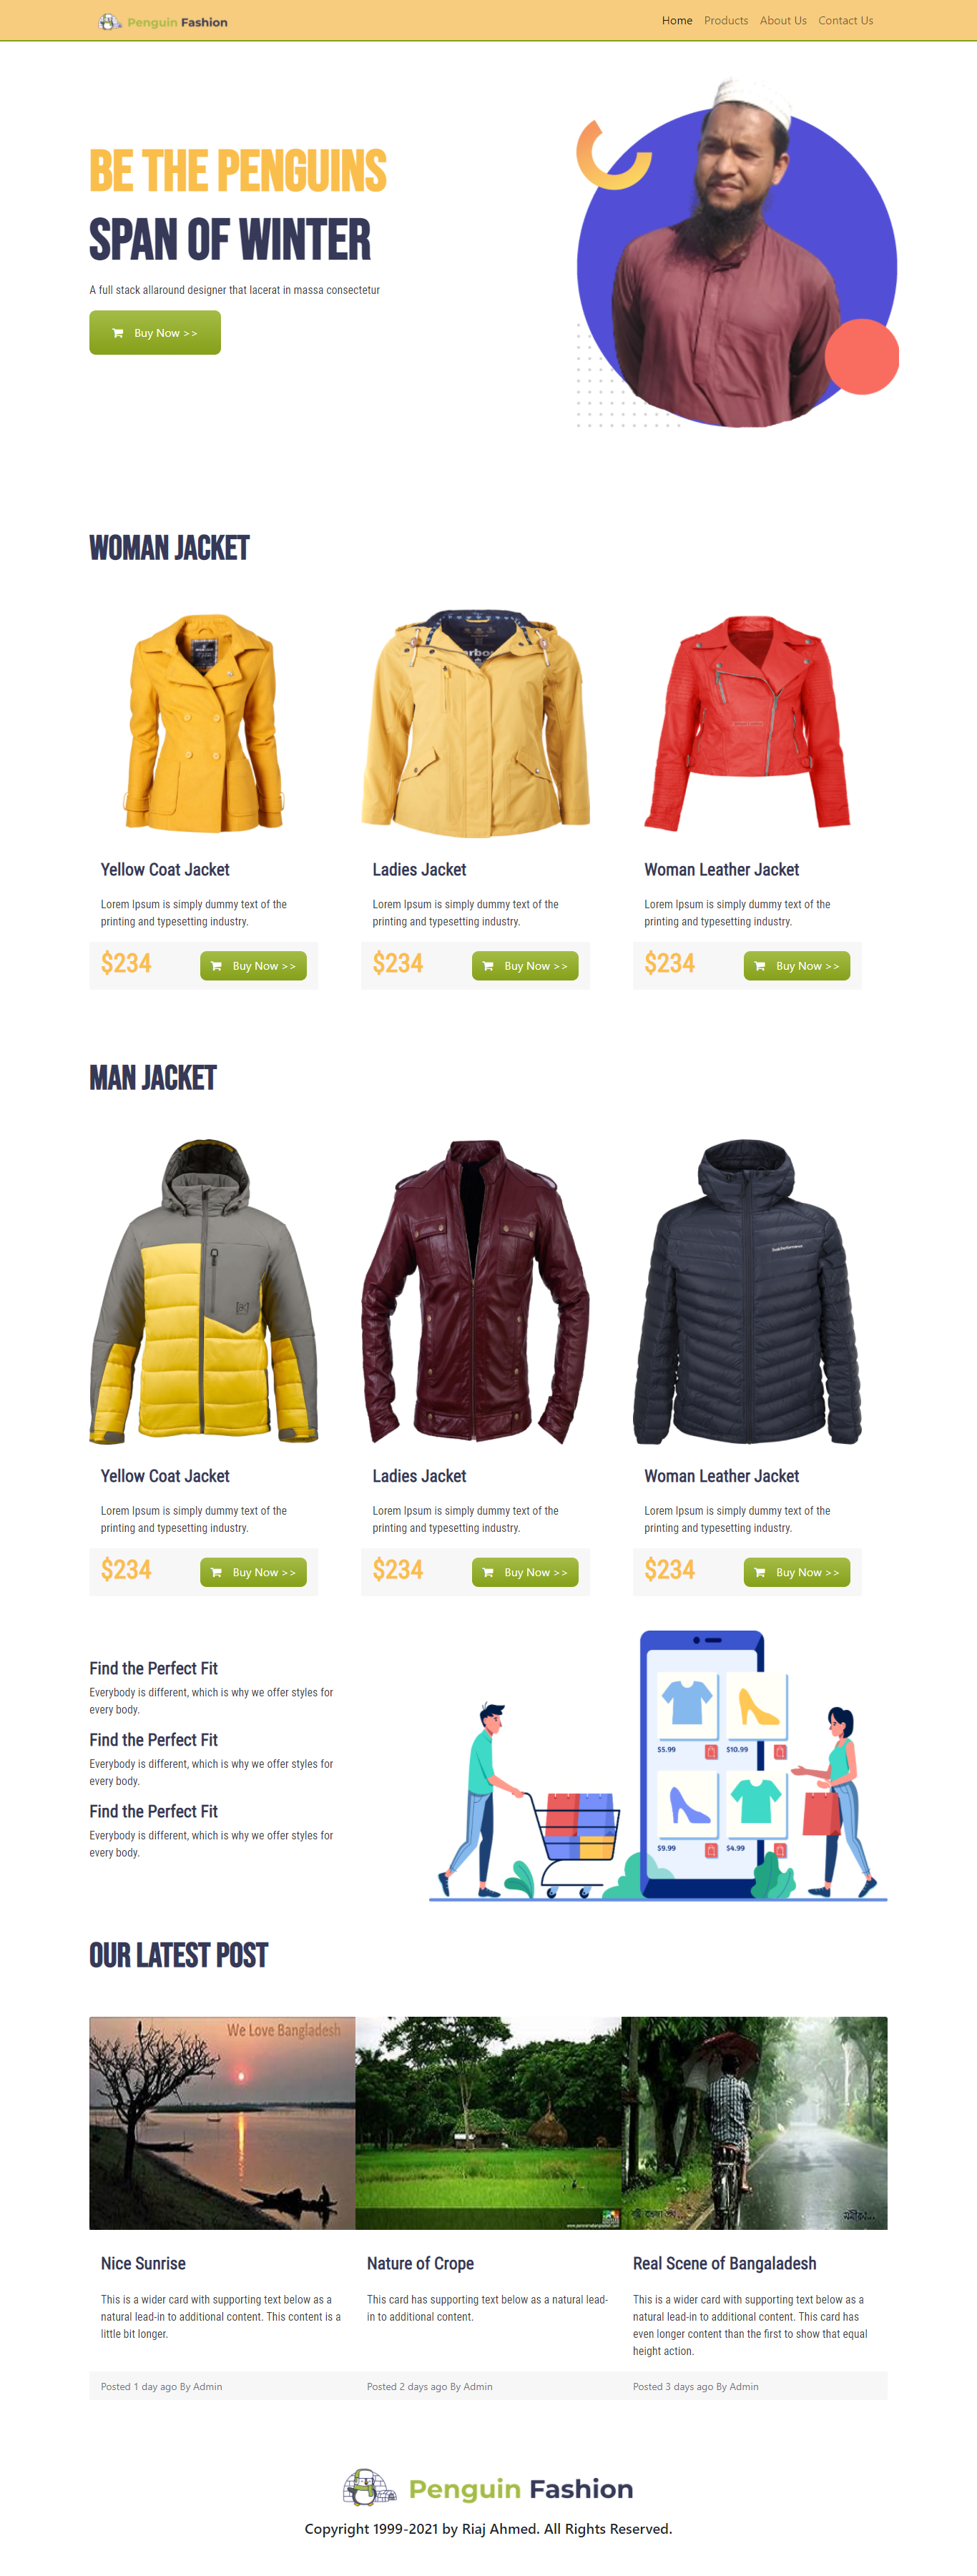 Penguin Fashion
Home Products About Us Contact Us
BE THE PENGUINS
SPAN OF WINTER
A full stack allaround designer that lacerat in massa consectetur
Buy Now >>
WOMAN JACKET
Yellow Coat Jacket
Lorem Ipsum is simply dummy text of the
printing and typesetting industry.
$234
Buy Now >>
Ladies Jacket
Lorem Ipsum is simply dummy text of the
printing and typesetting industry.
$234
Buy Now >>
Woman Leather Jacket
Lorem Ipsum is simply dummy text of the
printing and typesetting industry.
$234
Buy Now >>
MAN JACKET
Yellow Coat Jacket
Lorem Ipsum is simply dummy text of the
printing and typesetting industry.
$234
Buy Now >>
Ladies Jacket
Lorem Ipsum is simply dummy text of the
printing and typesetting industry.
$234
Buy Now >>
Woman Leather Jacket
Lorem Ipsum is simply dummy text of the
printing and typesetting industry.
$234
Buy Now >>
Find the Perfect Fit
Everybody is different, which is why we offer styles for
every body.
Find the Perfect Fit
Everybody is different, which is why we offer styles for
every body.
Find the Perfect Fit
Everybody is different, which is why we offer styles for
every body.
$5.99
$10.99
$9.99
$4.99
OUR LATEST POST
We Love Bangladesh
Nice Sunrise
This is a wider card with supporting text below as a
natural lead-in to additional content. This content is a
little bit longer.
Posted 1 day ago By Admin
Nature of Crope
This card has supporting text below as a natural lead-
in to additional content.
Posted 2 days ago By Admin
Real Scene of Bangaladesh
This is a wider card with supporting text below as a
natural lead-in to additional content. This card has
even longer content than the first to show that equal
height action.
Posted 3 days ago By Admin
Penguin Fashion
Copyright 1999-2021 by Riaj Ahmed. All Rights Reserved.